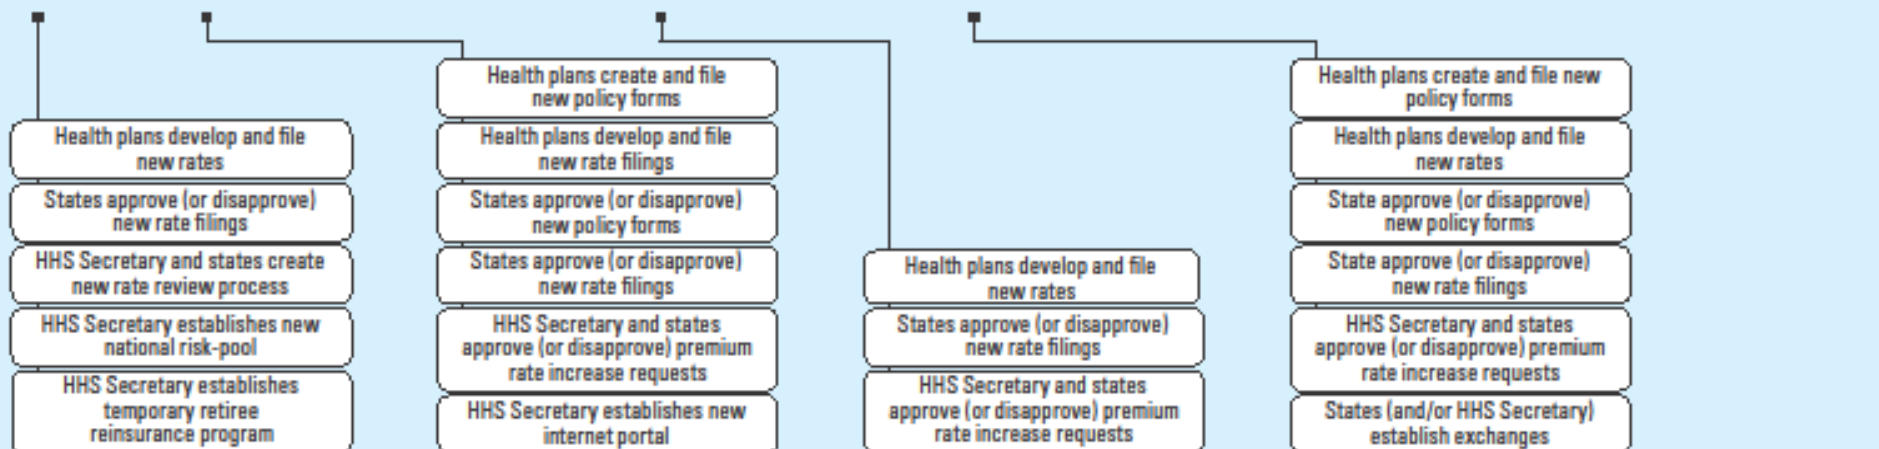 Health plans develop and file
new rates
States approve (or disapprove)
new rate filings
HHS Secretary and states create
new rate review process
HHS Secretary establishes new
national risk-pool
HHS Secretary establishes
temporary retiree
reinsurance program
Health plans create and file
new policy forms
Health plans develop and file
new rate filings
States approve (or disapprove)
new policy forms
States approve (or disapprove)
new rate filings
HHS Secretary and states
approve (or disapprove) premium
rate increase requests
HHS Secretary establishes new
internet portal
Health plans develop and file
new rates
States approve (or disapprove)
new rate filings
HHS Secretary and states
approve (or disapprove) premium
rate increase requests
Health plans create and file new
policy forms
Health plans develop and file
new rates
State approve (or disapprove)
new policy forms
State approve (or disapprove)
new rate filings
HHS Secretary and states
approve (or disapprove) premium
rate increase requests
States (and/or HHS Secretary)
establish exchanges